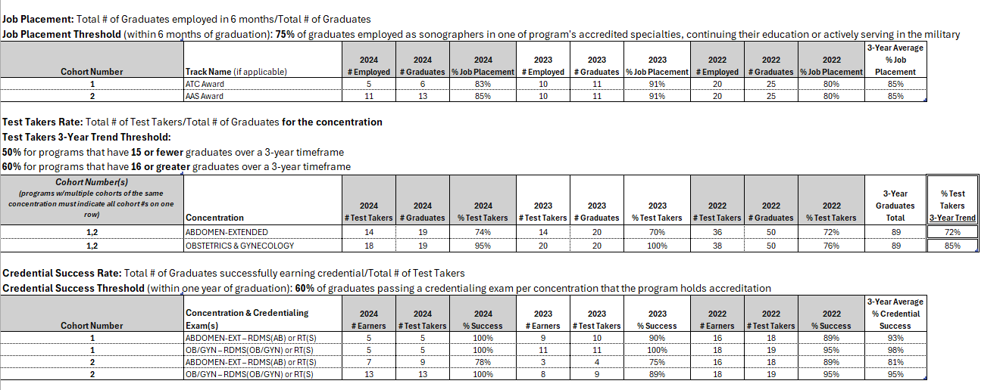 Job Placement: Total # of Graduates employed in 6 months/Total # of Graduates
Job Placement Threshold (within 6 months of graduation): 75% of graduates employed as sonographers in one of program's accredited specialties, continuing their education or actively serving in the military
Cohort Number Track Name (if applicable) 2024 # Employed 2024 # Graduates 2024 % Job Placement 2023 # Employed 2023 # Graduates 2023 % Job Placement 2022 # Employed 2022 # Graduates 2022 % Job Placement 3-Year Average % Job Placement
1 ATC Award 5 6 83% 10 11 91% 20 25 80% 85%
2 AAS Award 11 13 85% 10 11 91% 20 25 80% 85%
Test Takers Rate: Total # of Test Takers/Total # of Graduates for the concentration
Test Takers 3-Year Trend Threshold:
50% for programs that have 15 or fewer graduates over a 3-year timeframe
60% for programs that have 16 or greater graduates over a 3-year timeframe
Cohort Number(s) (programs w/multiple cohorts of the same concentration must indicate all cohort #s on one row) Concentration 2024 # Test Takers 2024 # Graduates 2024 % Test Takers 2023 # Test Takers 2023 # Graduates 2023 % Test Takers 2022 # Test Takers 2022 # Graduates 2022 % Test Takers 3-Year Graduates Total % Test Takers 3-Year Trend
1,2 ABDOMEN-EXTENDED 14 19 74% 14 20 70% 36 50 72% 89 72%
1,2 OBSTETRICS & GYNECOLOGY 18 19 95% 20 20 100% 38 50 76% 89 85%
Credential Success Rate: Total # of Graduates successfully earning credential/Total # of Test Takers
Credential Success Threshold (within one year of graduation): 60% of graduates passing a credentialing exam per concentration that the program holds accreditation
Cohort Number Concentration & Credentialing Exam(s) 2024 # Earners 2024 # Test Takers 2024 % Success 2023 # Earners 2023 # Test Takers 2023 % Success 2022 # Earners 2022 # Test Takers 2022 % Success 3-Year Average % Credential Success
1 ABDOMEN-EXT – RDMS(AB) or RT(S) 5 5 100% 9 10 90% 16 18 89% 93%
1 OB/GYN – RDMS(OB/GYN) or RT(S) 5 5 100% 11 11 100% 18 19 95% 98%
2 ABDOMEN-EXT – RDMS(AB) or RT(S) 7 9 78% 3 4 75% 16 18 89% 81%
2 OB/GYN – RDMS(OB/GYN) or RT(S) 13 13 100% 8 9 89% 18 19 95% 95%